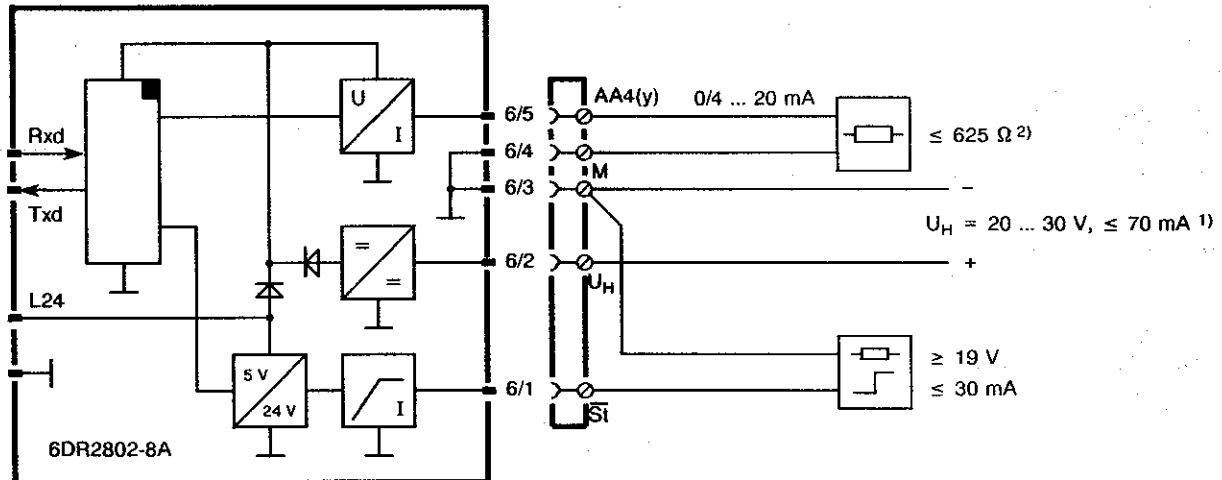 U
I
6/5
AA4(y)
0/4 ... 20 mA
≤ 625 Ω ²⁾
Rxd
6/4
M
Txd
6/3
–
U_H = 20 ... 30 V, ≤ 70 mA ¹⁾
=
=
6/2
U_H
+
L24
5 V
24 V
I
6/1
S̅t̅
≥ 19 V
≤ 30 mA
6DR2802-8A